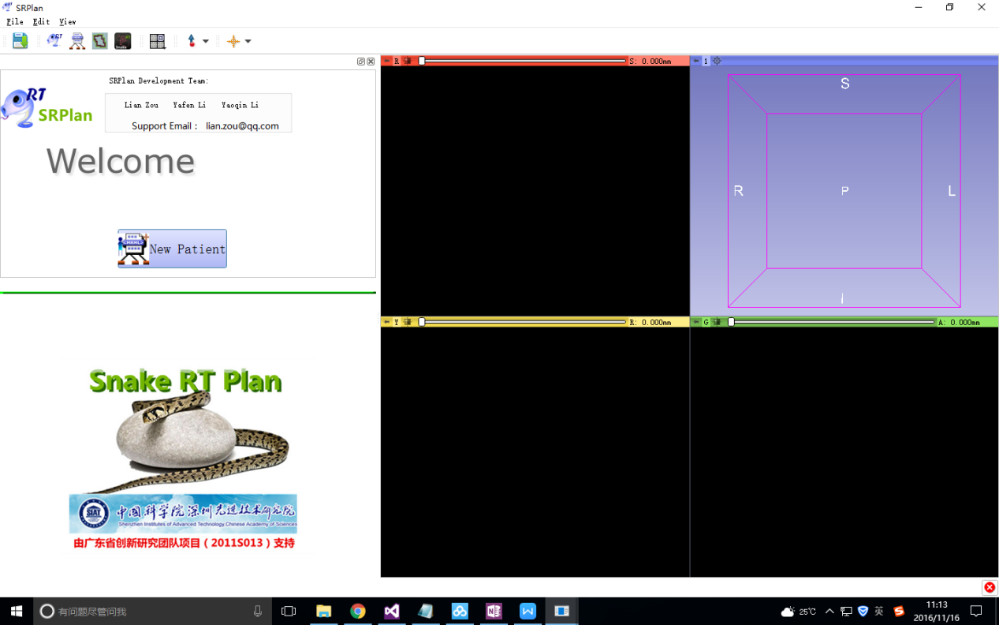 SRPlan
File Edit View
SRPlan Development Team:
RT
SRPlan
Lian Zou Yafen Li Yaoqin Li
Support Email： lian.zou@qq.com
Welcome
New Patient
Snake RT Plan
SIAT
中国科学院深圳先进技术研究院
Shenzhen Institutes of Advanced Technology,Chinese Academy of Sciences
由广东省创新研究团队项目（2011S013）支持
R S: 0.000mm
1
S
R P L
I
Y R: 0.000mm
G A: 0.000mm
有问题尽管问我
25℃
英
11:13
2016/11/16